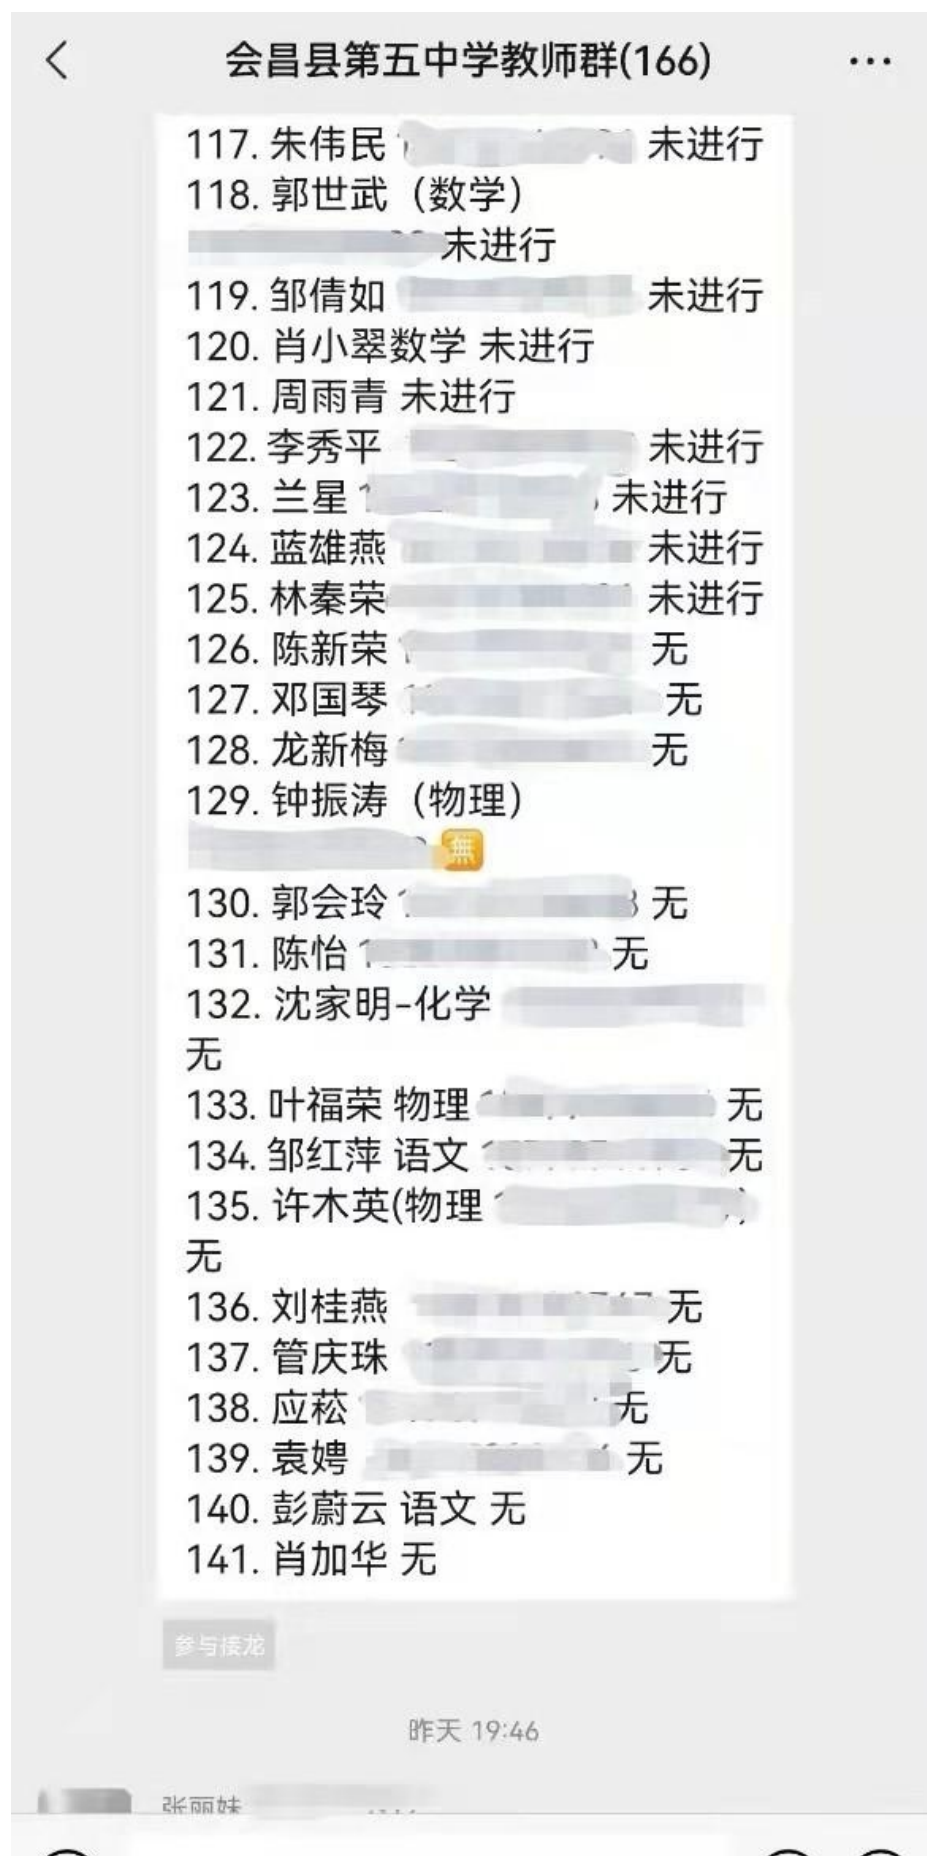 会昌县第五中学教师群(166)
117. 朱伟民 未进行
118. 郭世武（数学）
未进行
119. 邹倩如 未进行
120. 肖小翠数学 未进行
121. 周雨青 未进行
122. 李秀平 未进行
123. 兰星 未进行
124. 蓝雄燕 未进行
125. 林秦荣 未进行
126. 陈新荣 无
127. 邓国琴 无
128. 龙新梅 无
129. 钟振涛（物理）
無
130. 郭会玲 无
131. 陈怡 无
132. 沈家明-化学
无
133. 叶福荣 物理 无
134. 邹红萍 语文 无
135. 许木英(物理 )
无
136. 刘桂燕 无
137. 管庆珠 无
138. 应菘 无
139. 袁娉 无
140. 彭蔚云 语文 无
141. 肖加华 无
参与接龙
昨天 19:46
张丽妹